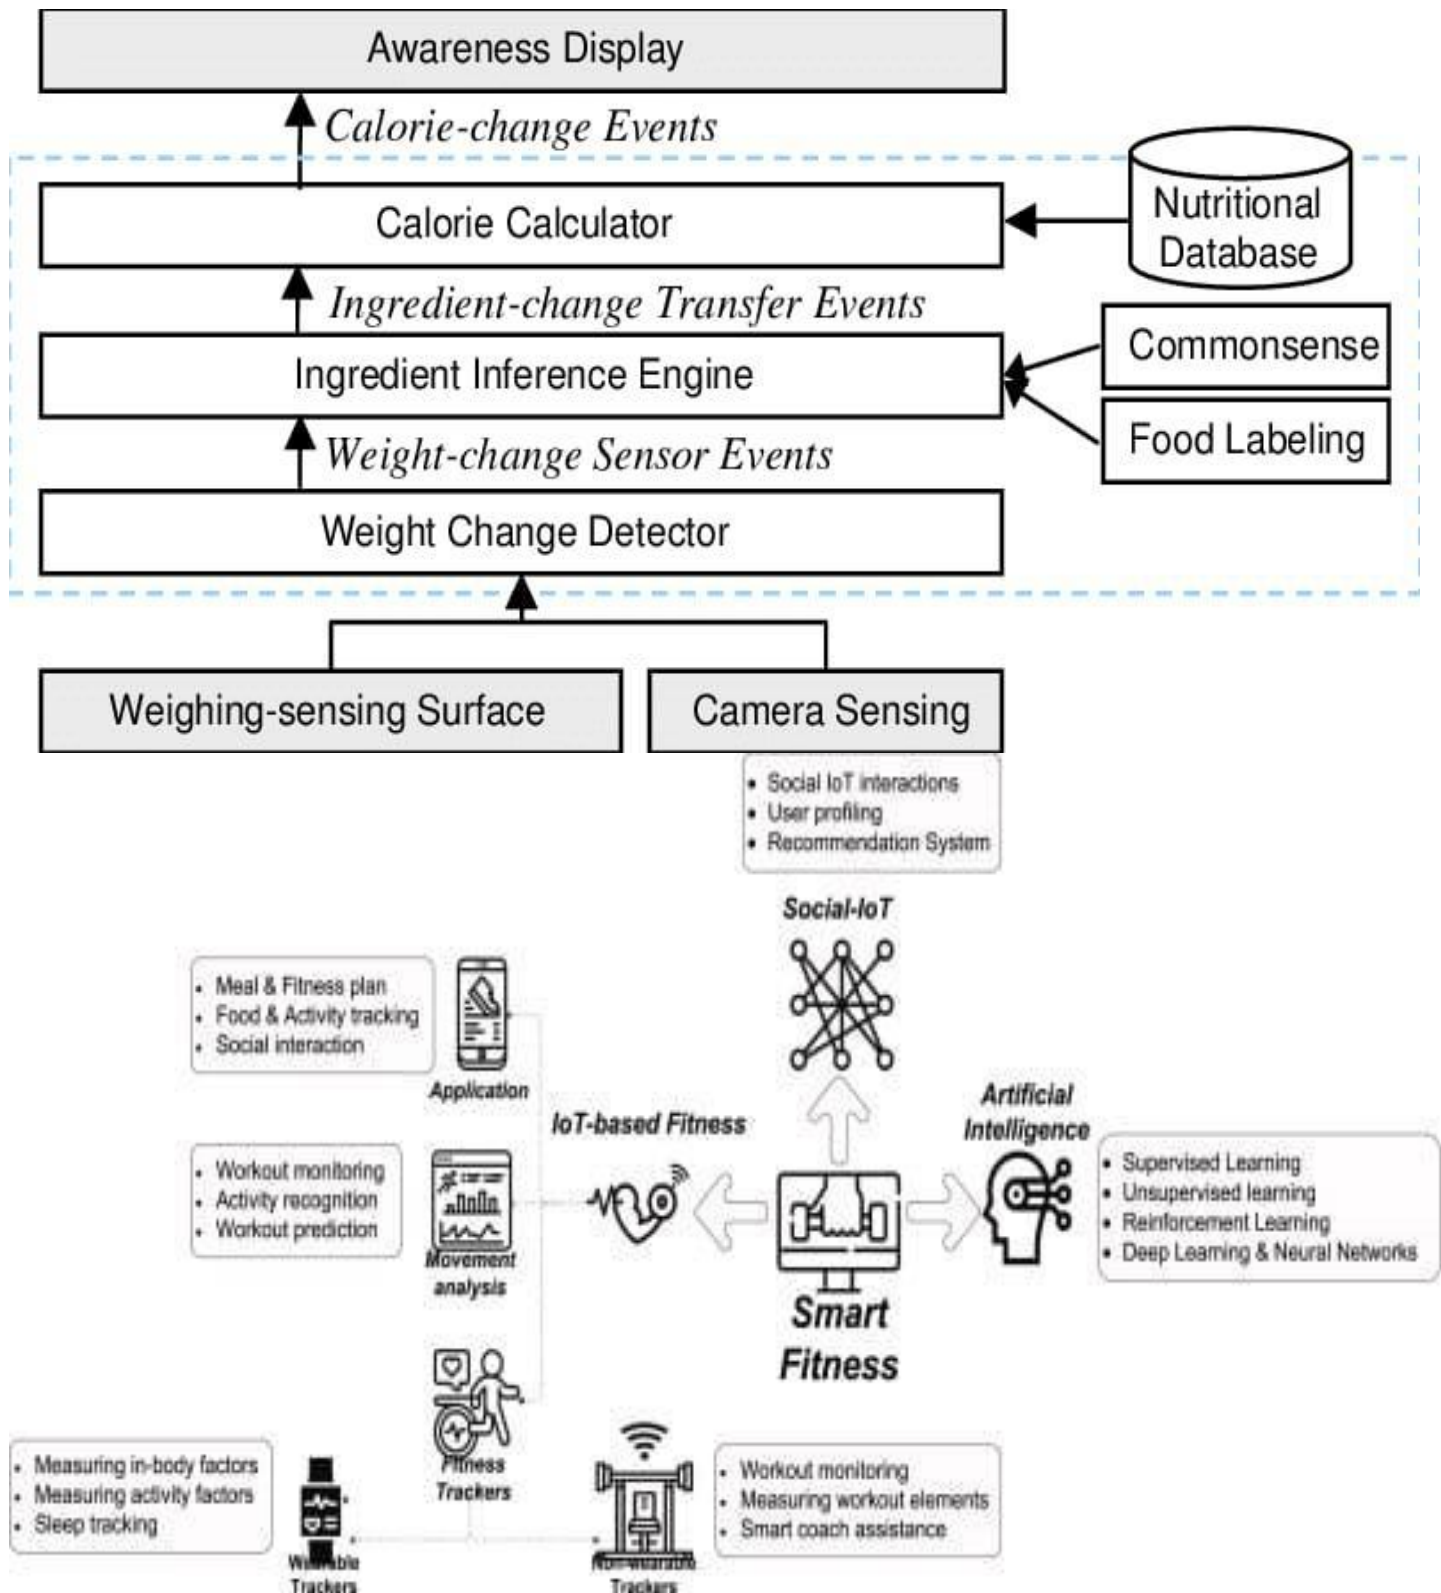 Awareness Display
Calorie-change Events
Calorie Calculator
Nutritional
Database
Ingredient-change Transfer Events
Ingredient Inference Engine
Commonsense
Food Labeling
Weight-change Sensor Events
Weight Change Detector
Weighing-sensing Surface
Camera Sensing
• Social IoT interactions
• User profiling
• Recommendation System
Social-IoT
• Meal & Fitness plan
• Food & Activity tracking
• Social interaction
Application
• Workout monitoring
• Activity recognition
• Workout prediction
Movement
analysis
IoT-based Fitness
Artificial
Intelligence
• Supervised Learning
• Unsupervised learning
• Reinforcement Learning
• Deep Learning & Neural Networks
Smart
Fitness
Fitness
Trackers
• Measuring in-body factors
• Measuring activity factors
• Sleep tracking
Wearable
Trackers
• Workout monitoring
• Measuring workout elements
• Smart coach assistance
Non-wearable
Trackers